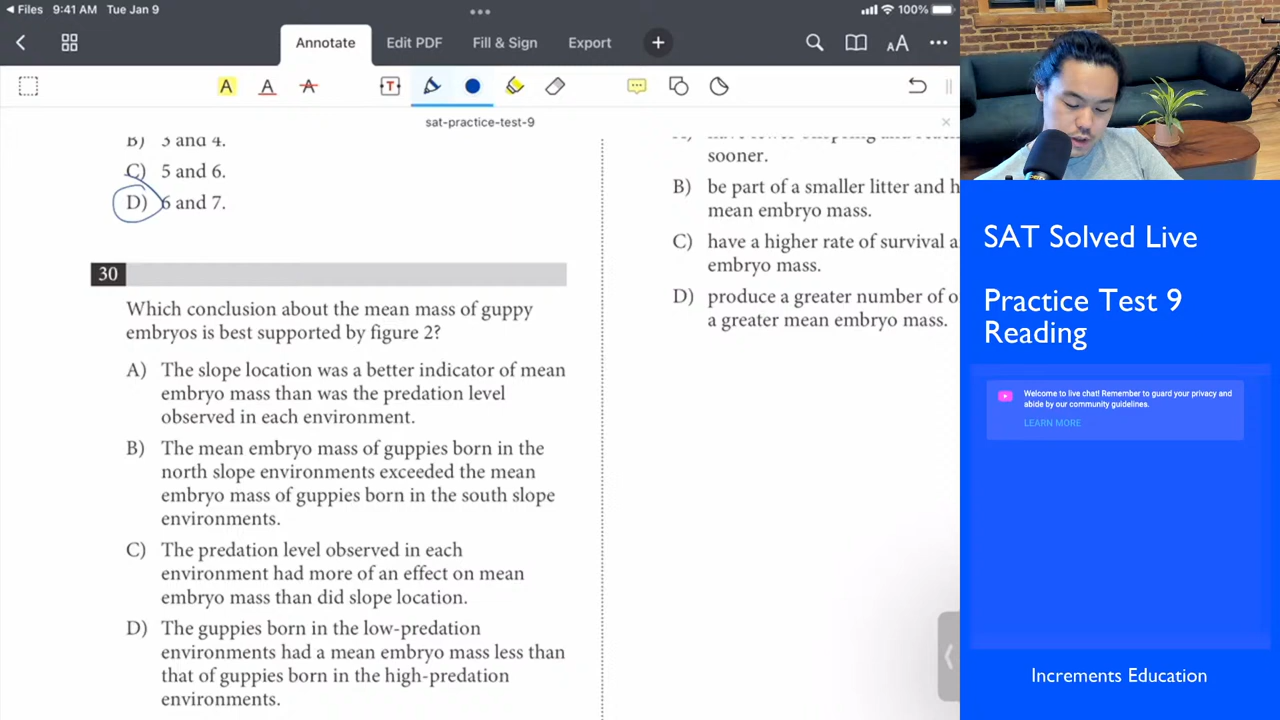 Files 9:41 AM Tue Jan 9 100%
Annotate Edit PDF Fill & Sign Export
sat-practice-test-9
B) 3 and 4.
C) 5 and 6.
D) 6 and 7.
30
Which conclusion about the mean mass of guppy
embryos is best supported by figure 2?
A) The slope location was a better indicator of mean
embryo mass than was the predation level
observed in each environment.
B) The mean embryo mass of guppies born in the
north slope environments exceeded the mean
embryo mass of guppies born in the south slope
environments.
C) The predation level observed in each
environment had more of an effect on mean
embryo mass than did slope location.
D) The guppies born in the low-predation
environments had a mean embryo mass less than
that of guppies born in the high-predation
environments.
sooner.
B) be part of a smaller litter and h
mean embryo mass.
C) have a higher rate of survival a
embryo mass.
D) produce a greater number of o
a greater mean embryo mass.
SAT Solved Live
Practice Test 9
Reading
Welcome to live chat! Remember to guard your privacy and
abide by our community guidelines.
LEARN MORE
Increments Education